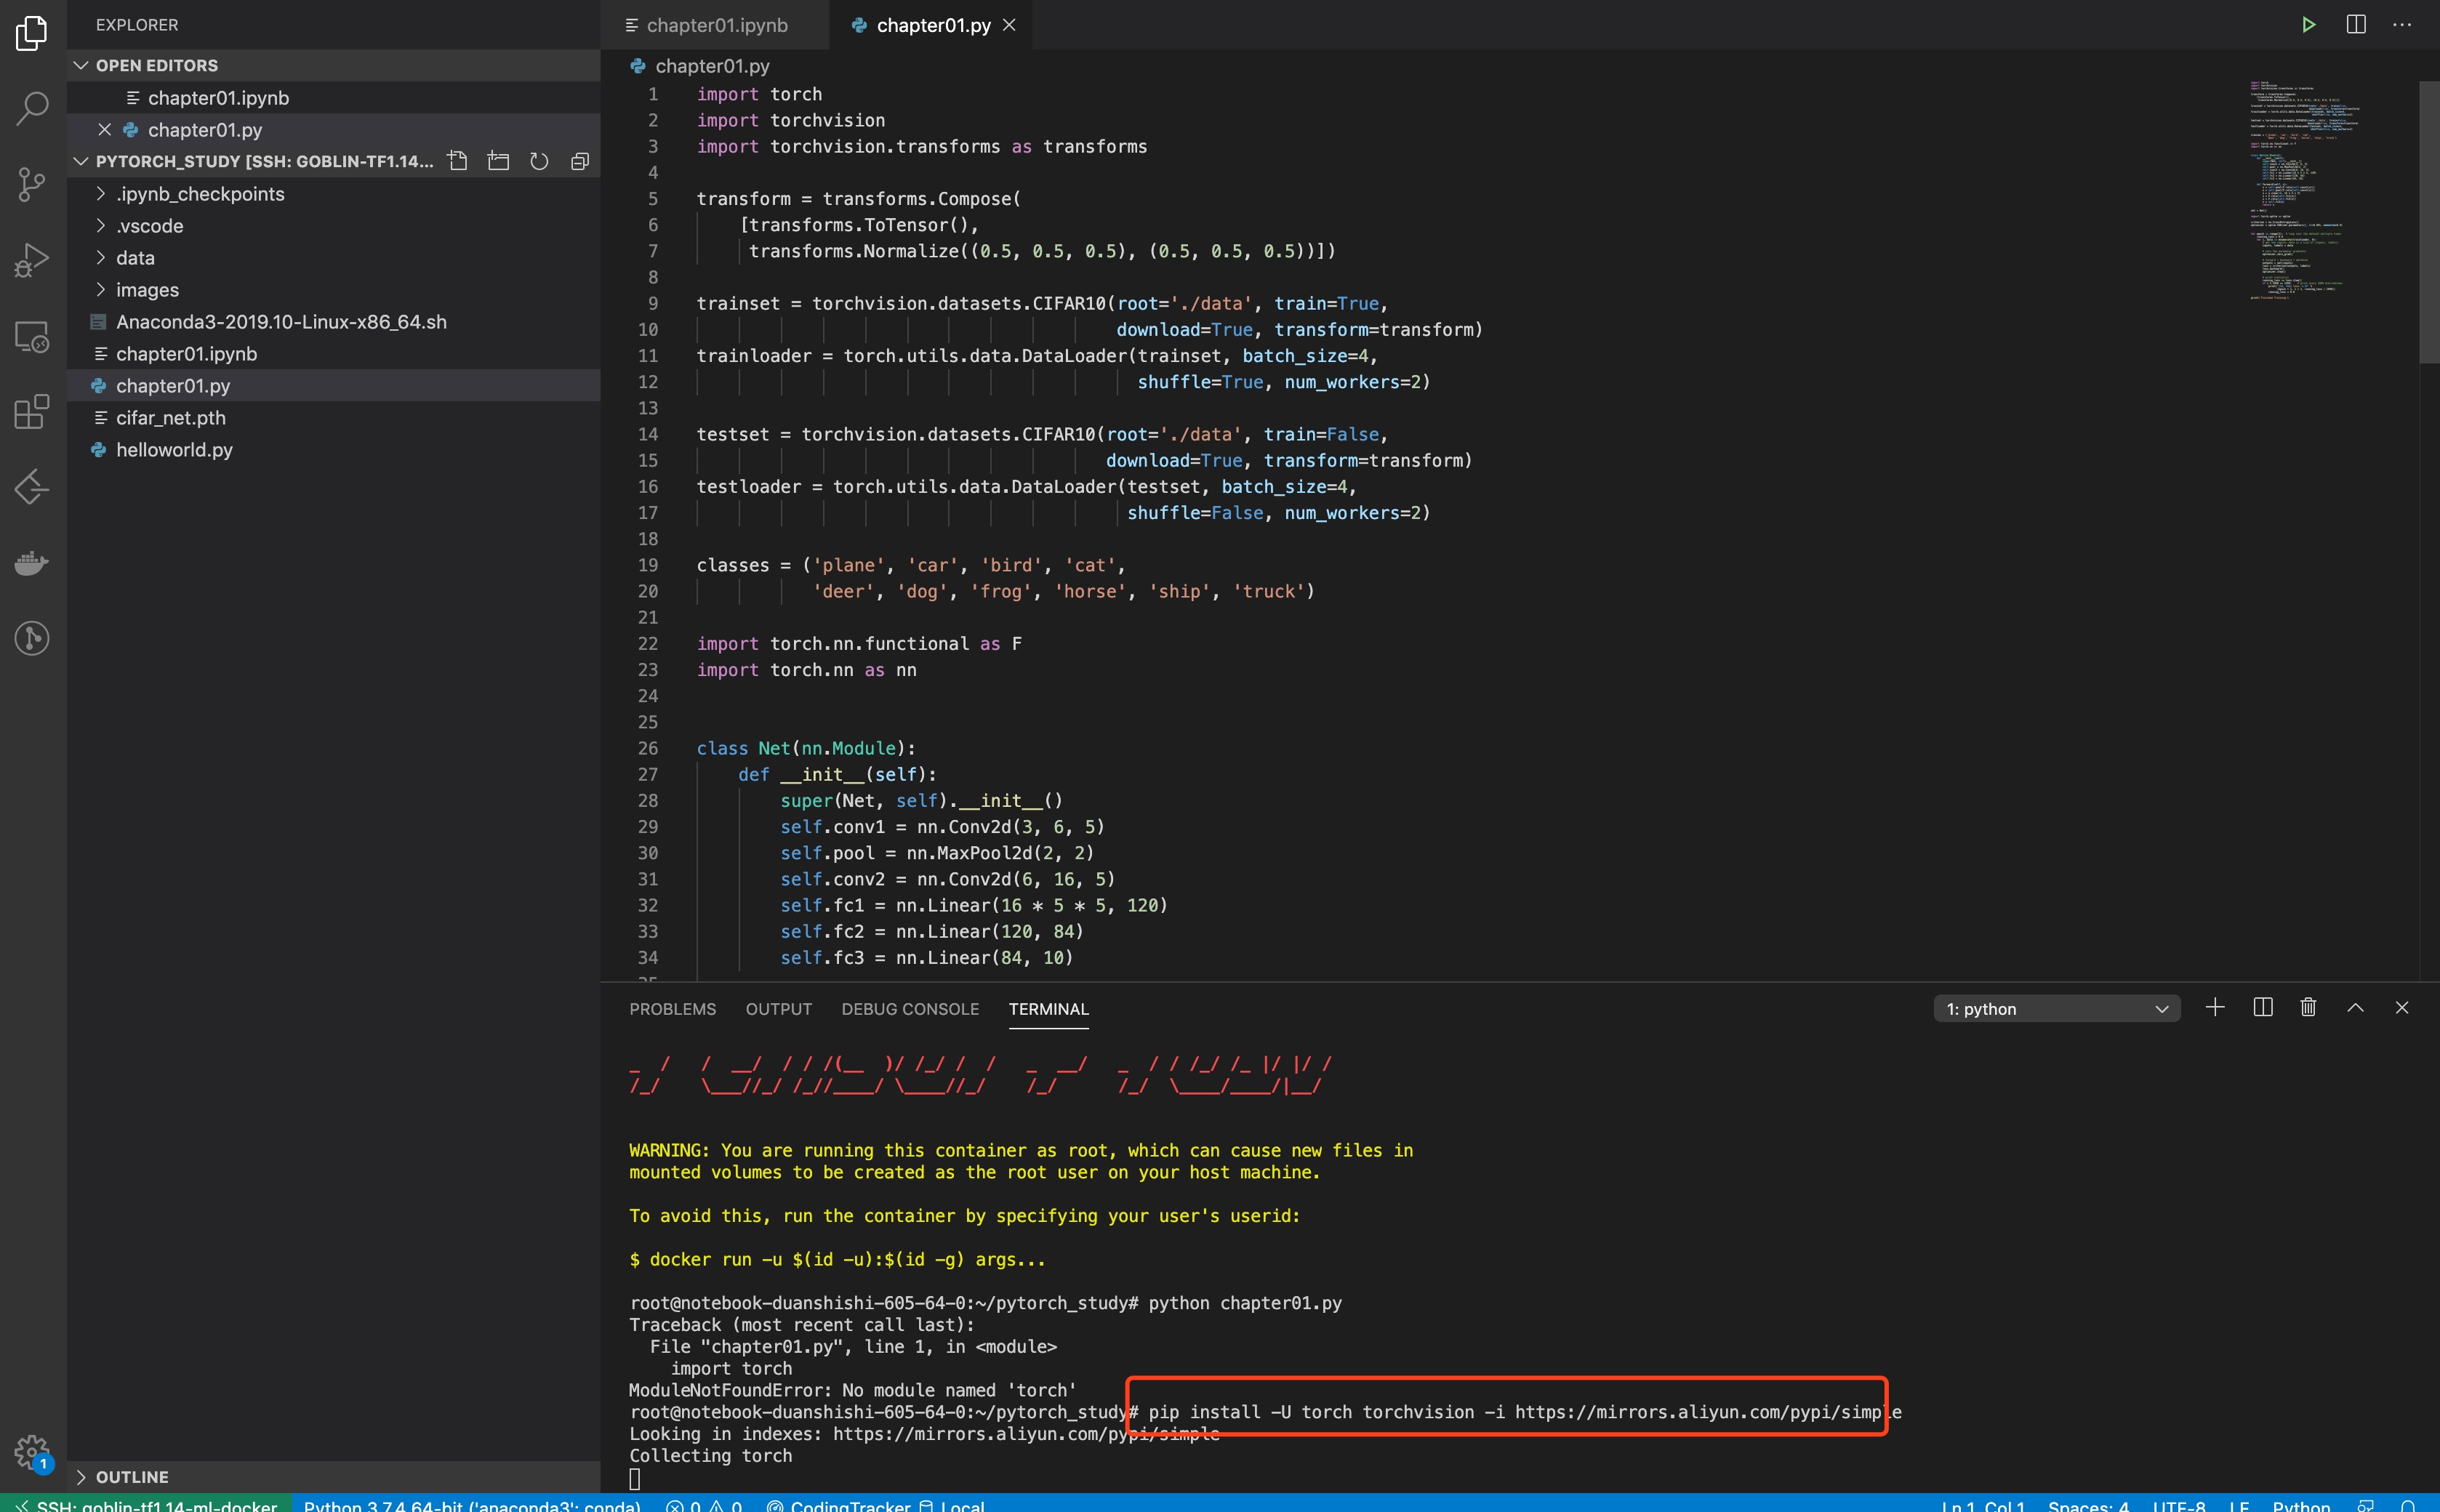 EXPLORER
OPEN EDITORS
chapter01.ipynb
chapter01.py
PYTORCH_STUDY [SSH: GOBLIN-TF1.14...
.ipynb_checkpoints
.vscode
data
images
Anaconda3-2019.10-Linux-x86_64.sh
chapter01.ipynb
chapter01.py
cifar_net.pth
helloworld.py
OUTLINE
1
chapter01.ipynb
chapter01.py
chapter01.py
1 import torch
2 import torchvision
3 import torchvision.transforms as transforms
4
5 transform = transforms.Compose(
6 [transforms.ToTensor(),
7 transforms.Normalize((0.5, 0.5, 0.5), (0.5, 0.5, 0.5))])
8
9 trainset = torchvision.datasets.CIFAR10(root='./data', train=True,
10 download=True, transform=transform)
11 trainloader = torch.utils.data.DataLoader(trainset, batch_size=4,
12 shuffle=True, num_workers=2)
13
14 testset = torchvision.datasets.CIFAR10(root='./data', train=False,
15 download=True, transform=transform)
16 testloader = torch.utils.data.DataLoader(testset, batch_size=4,
17 shuffle=False, num_workers=2)
18
19 classes = ('plane', 'car', 'bird', 'cat',
20 'deer', 'dog', 'frog', 'horse', 'ship', 'truck')
21
22 import torch.nn.functional as F
23 import torch.nn as nn
24
25
26 class Net(nn.Module):
27 def __init__(self):
28 super(Net, self).__init__()
29 self.conv1 = nn.Conv2d(3, 6, 5)
30 self.pool = nn.MaxPool2d(2, 2)
31 self.conv2 = nn.Conv2d(6, 16, 5)
32 self.fc1 = nn.Linear(16 * 5 * 5, 120)
33 self.fc2 = nn.Linear(120, 84)
34 self.fc3 = nn.Linear(84, 10)
PROBLEMS OUTPUT DEBUG CONSOLE TERMINAL 1: python
WARNING: You are running this container as root, which can cause new files in
mounted volumes to be created as the root user on your host machine.
To avoid this, run the container by specifying your user's userid:
$ docker run -u $(id -u):$(id -g) args...
root@notebook-duanshishi-605-64-0:~/pytorch_study# python chapter01.py
Traceback (most recent call last):
File "chapter01.py", line 1, in <module>
import torch
ModuleNotFoundError: No module named 'torch'
root@notebook-duanshishi-605-64-0:~/pytorch_study# pip install -U torch torchvision -i https://mirrors.aliyun.com/pypi/simple
Looking in indexes: https://mirrors.aliyun.com/pypi/simple
Collecting torch
SSH: goblin-tf1.14-ml-docker Python 3.7.4 64-bit ('anaconda3': conda) 0 0 CodingTracker Local Ln 1, Col 1 Spaces: 4 UTF-8 LF Python